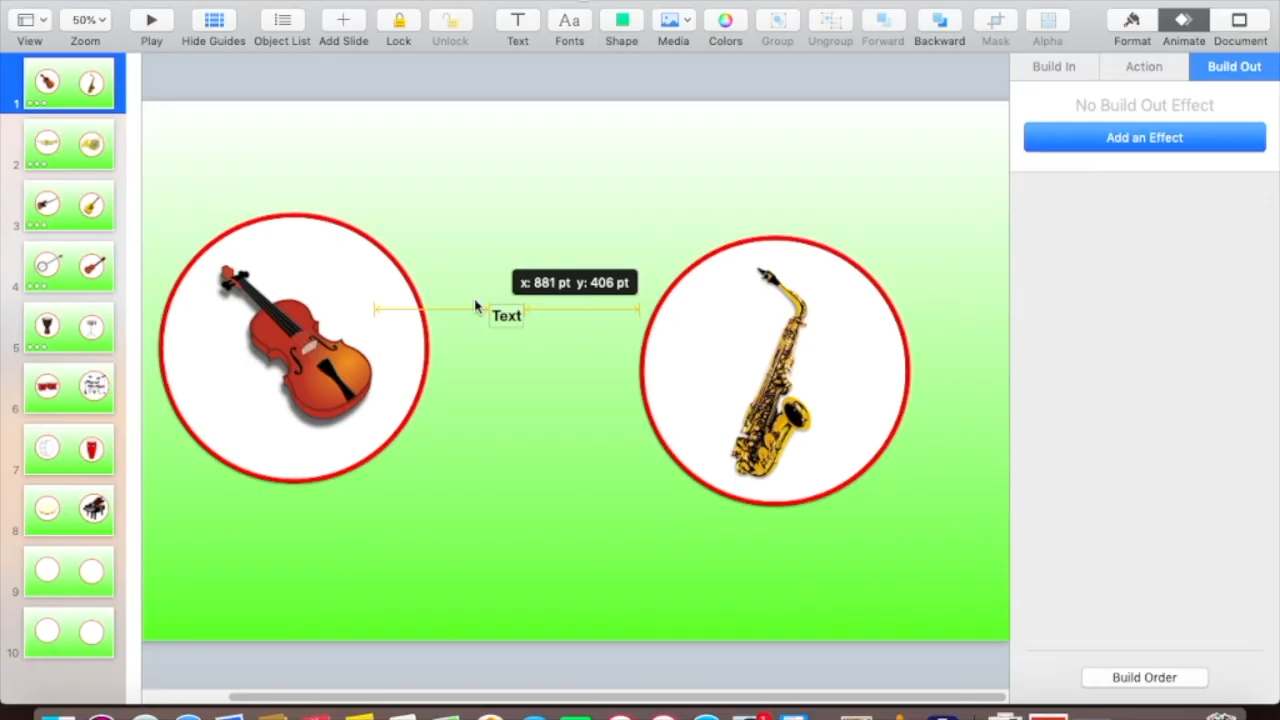 50%
View
Zoom
Play
Hide Guides
Object List
Add Slide
Lock
Unlock
T
Text
Aa
Fonts
Shape
Media
Colors
Group
Ungroup
Forward
Backward
Mask
Alpha
Format
Animate
Document
Build In
Action
Build Out
No Build Out Effect
Add an Effect
1
2
3
4
5
6
7
8
9
10
x: 881 pt y: 406 pt
Text
Build Order